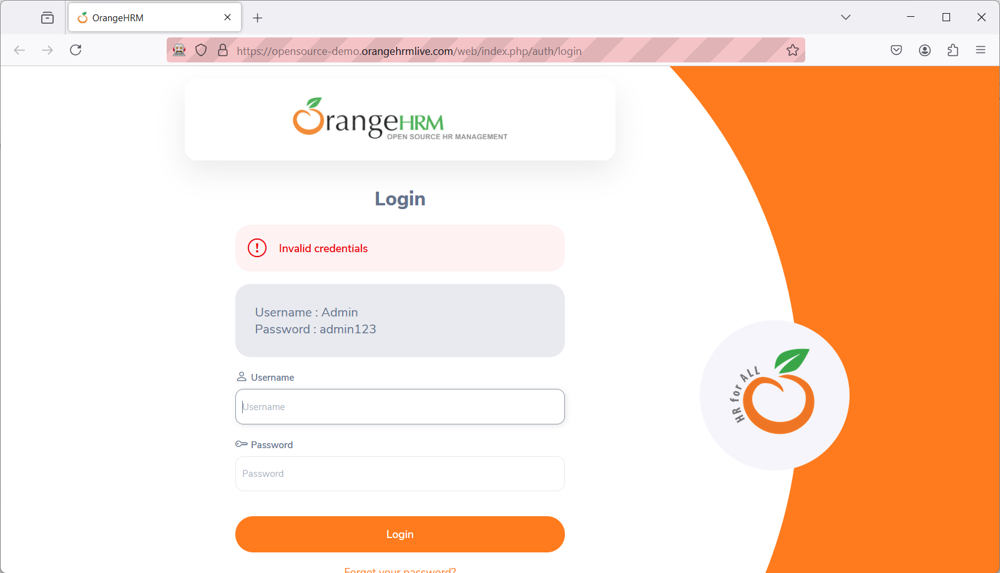 OrangeHRM
https://opensource-demo.orangehrmlive.com/web/index.php/auth/login
OrangeHRM
OPEN SOURCE HR MANAGEMENT
Login
Invalid credentials
Username : Admin
Password : admin123
Username
Username
Password
Password
Login
Forgot your password?
HR for ALL